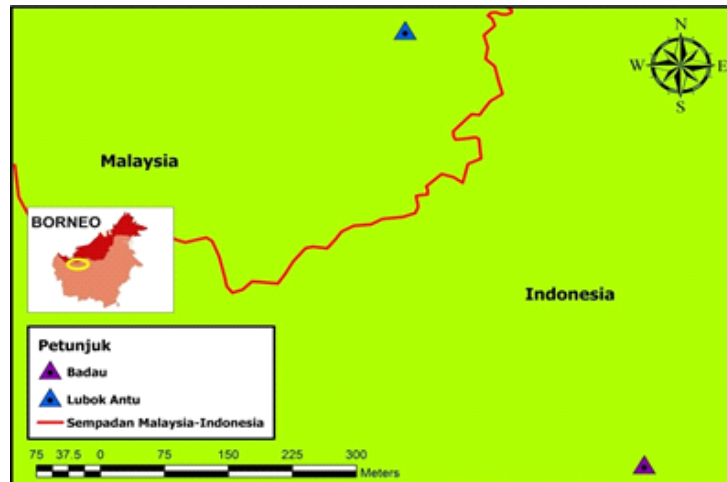 N
W E
S
Malaysia
BORNEO
Indonesia
Petunjuk
Badau
Lubok Antu
Sempadan Malaysia-Indonesia
75 37.5 0 75 150 225 300
Meters